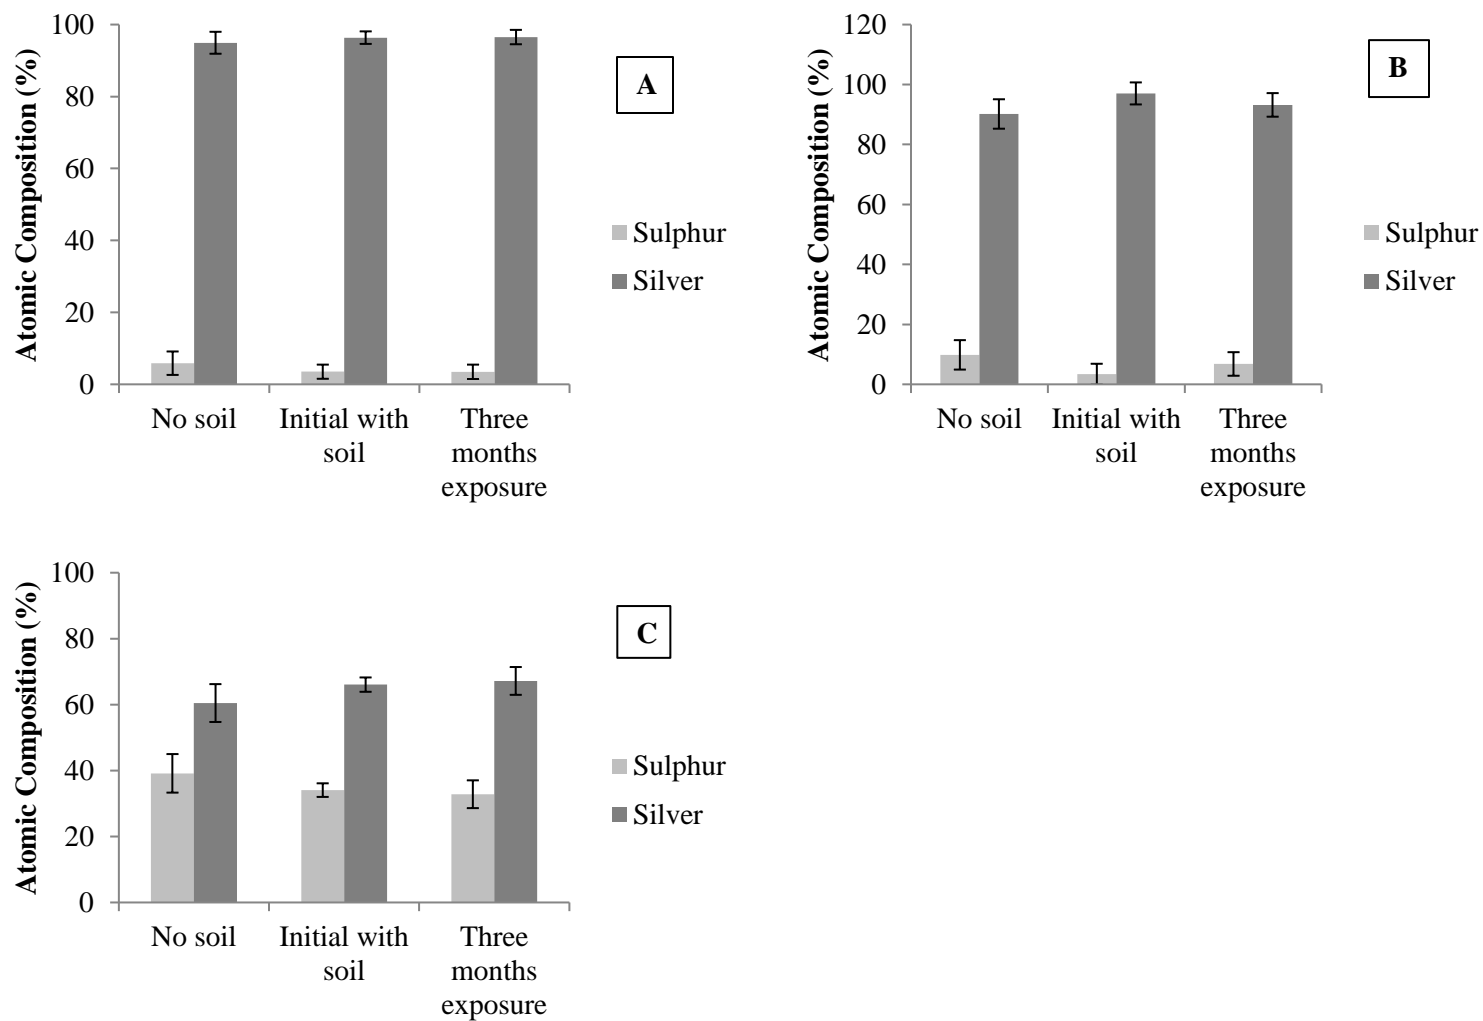 Atomic Composition (%)
100
80
60
40
20
0
No soil
Initial with
soil
Three
months
exposure
A
Sulphur
Silver
Atomic Composition (%)
120
100
80
60
40
20
0
No soil
Initial with
soil
Three
months
exposure
B
Sulphur
Silver
Atomic Composition (%)
100
80
60
40
20
0
No soil
Initial with
soil
Three
months
exposure
C
Sulphur
Silver